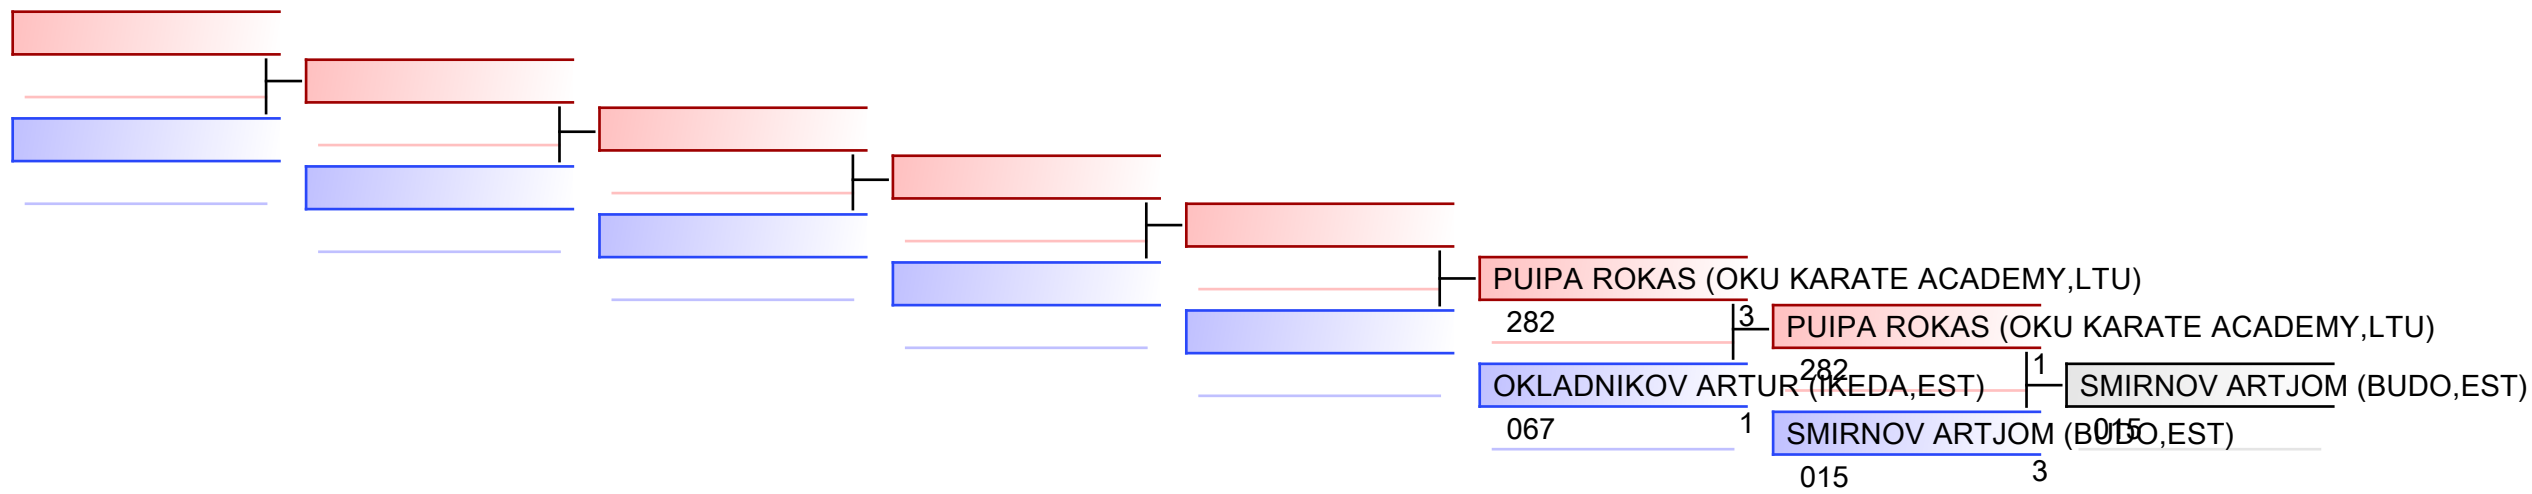 PUIPA ROKAS (OKU KARATE ACADEMY,LTU)
282
3
OKLADNIKOV ARTUR (IKEDA,EST)
067
1
PUIPA ROKAS (OKU KARATE ACADEMY,LTU)
282
1
SMIRNOV ARTJOM (BUDO,EST)
015
3
SMIRNOV ARTJOM (BUDO,EST)
015